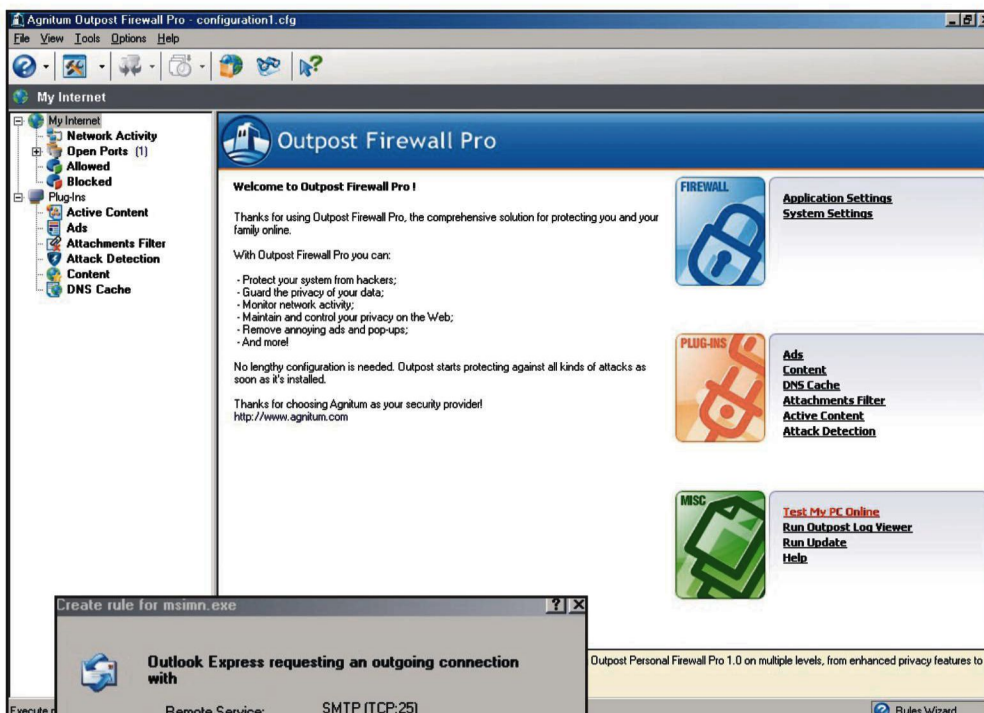 Agnitum Outpost Firewall Pro - configuration1.cfg
File View Tools Options Help
My Internet
My Internet
Network Activity
Open Ports (1)
Allowed
Blocked
Plug-Ins
Active Content
Ads
Attachments Filter
Attack Detection
Content
DNS Cache
Outpost Firewall Pro
Welcome to Outpost Firewall Pro !
Thanks for using Outpost Firewall Pro, the comprehensive solution for protecting you and your
family online.
With Outpost Firewall Pro you can:
- Protect your system from hackers;
- Guard the privacy of your data;
- Monitor network activity;
- Maintain and control your privacy on the Web;
- Remove annoying ads and pop-ups;
- And more!
No lengthy configuration is needed. Outpost starts protecting against all kinds of attacks as
soon as it's installed.
Thanks for choosing Agnitum as your security provider!
http://www.agnitum.com
FIREWALL
Application Settings
System Settings
PLUG-INS
Ads
Content
DNS Cache
Attachments Filter
Active Content
Attack Detection
MISC
Test My PC Online
Run Outpost Log Viewer
Run Update
Help
Create rule for msimn.exe
Outlook Express requesting an outgoing connection
with
Remote Service: SMTP (TCP:25)
Outpost Personal Firewall Pro 1.0 on multiple levels, from enhanced privacy features to
Execute
Rules Wizard